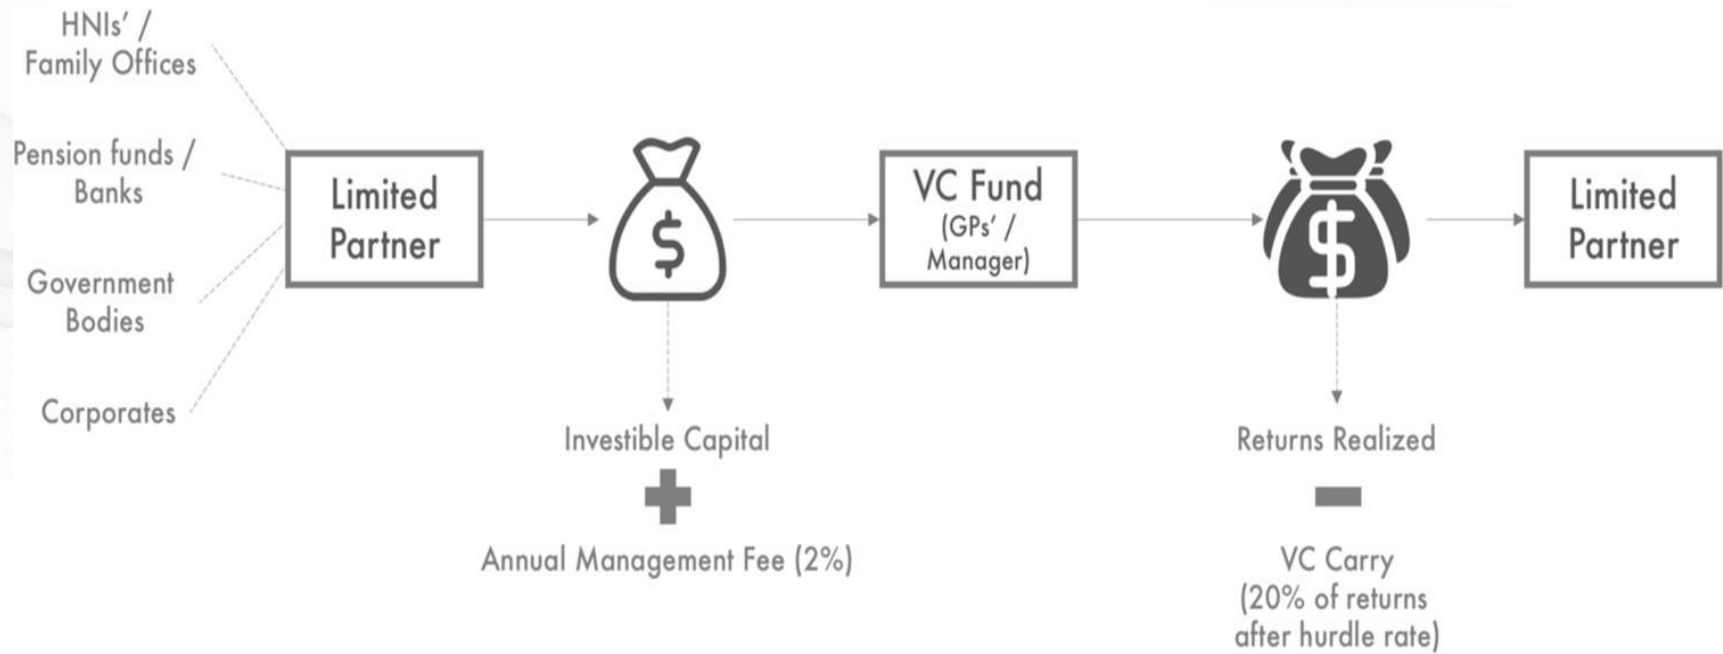 HNIs' /
Family Offices
Pension funds /
Banks
Government
Bodies
Corporates
Limited
Partner
$
Investible Capital
+
Annual Management Fee (2%)
VC Fund
(GPs' /
Manager)
$
Returns Realized
-
VC Carry
(20% of returns
after hurdle rate)
Limited
Partner